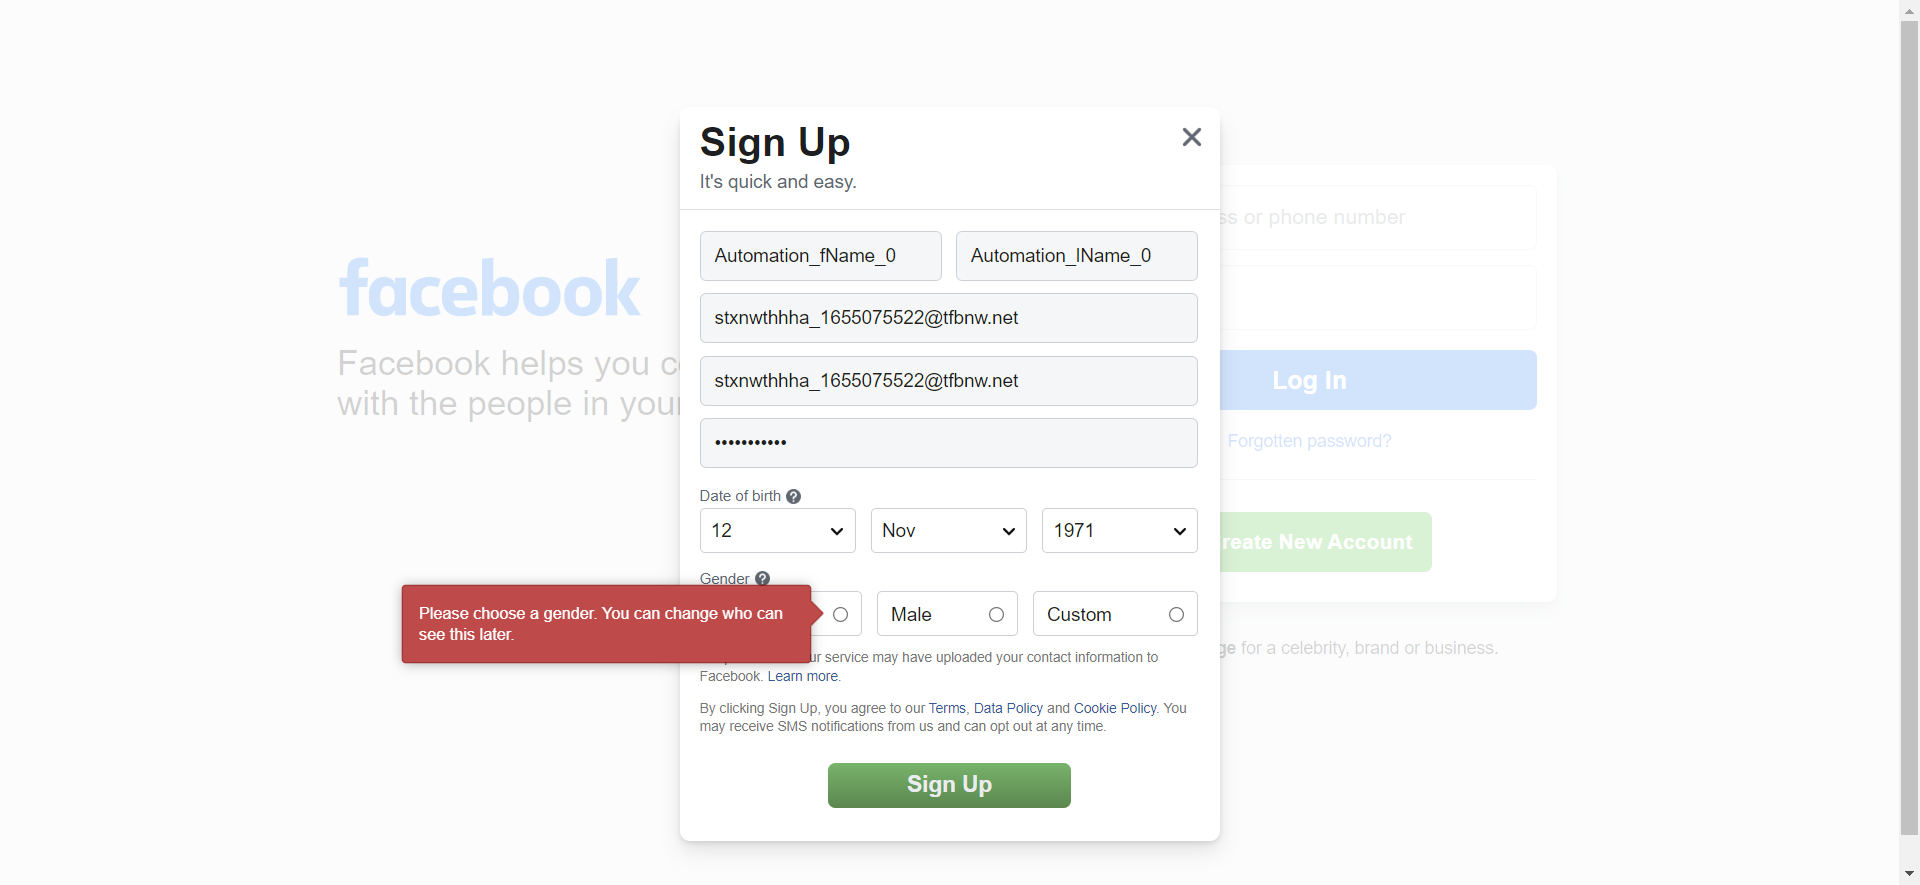 Sign Up
It's quick and easy.
Automation_fName_0 Automation_lName_0
stxnwthhha_1655075522@tfbnw.net
stxnwthhha_1655075522@tfbnw.net
•••••••••••
Date of birth
12 Nov 1971
Gender
Please choose a gender. You can change who can
see this later.
Male Custom
service may have uploaded your contact information to
Facebook. Learn more.
By clicking Sign Up, you agree to our Terms, Data Policy and Cookie Policy. You
may receive SMS notifications from us and can opt out at any time.
Sign Up
facebook
Facebook helps you
with the people in
or phone number
Log In
Forgotten password?
New Account
for a celebrity, brand or business.